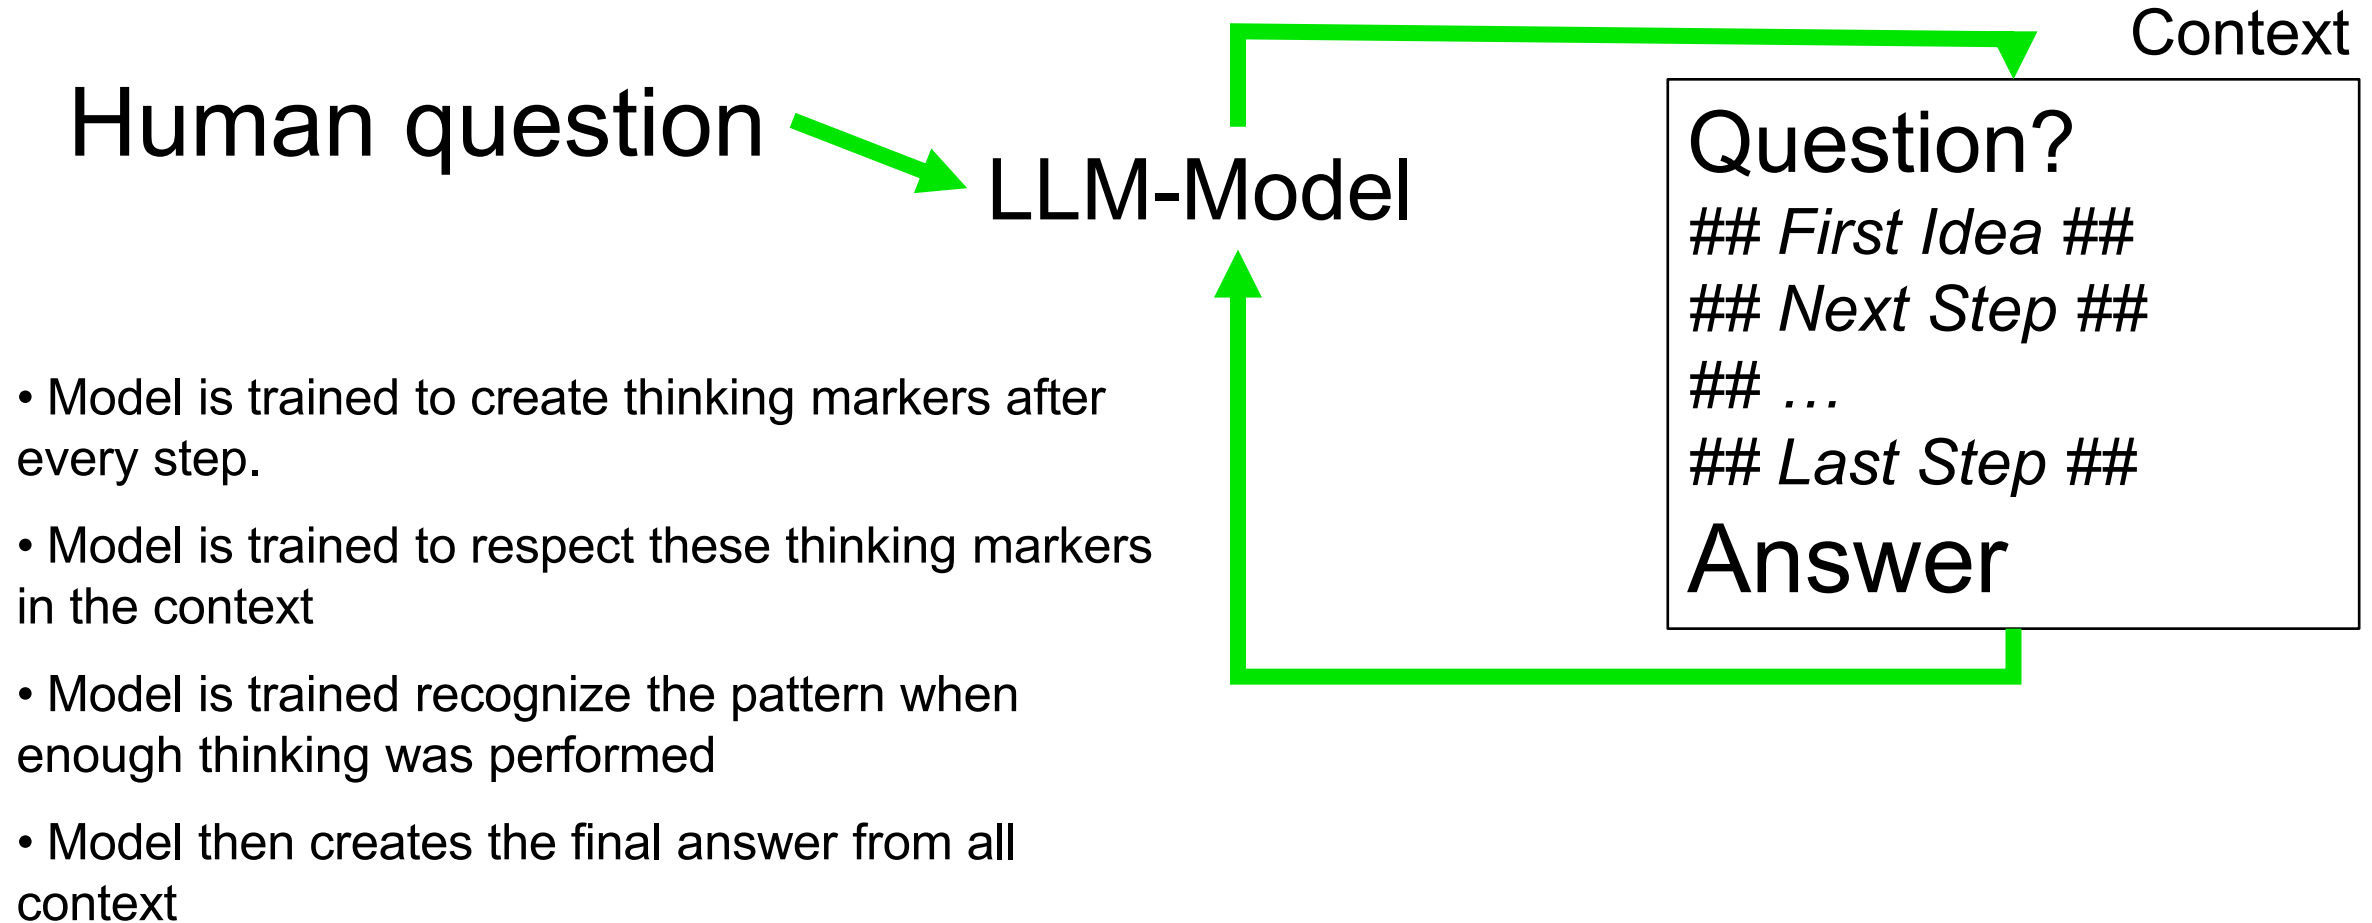 Context
Human question
LLM-Model
Question?
## First Idea ##
## Next Step ##
## …
## Last Step ##
Answer
• Model is trained to create thinking markers after
every step.
• Model is trained to respect these thinking markers
in the context
• Model is trained recognize the pattern when
enough thinking was performed
• Model then creates the final answer from all
context